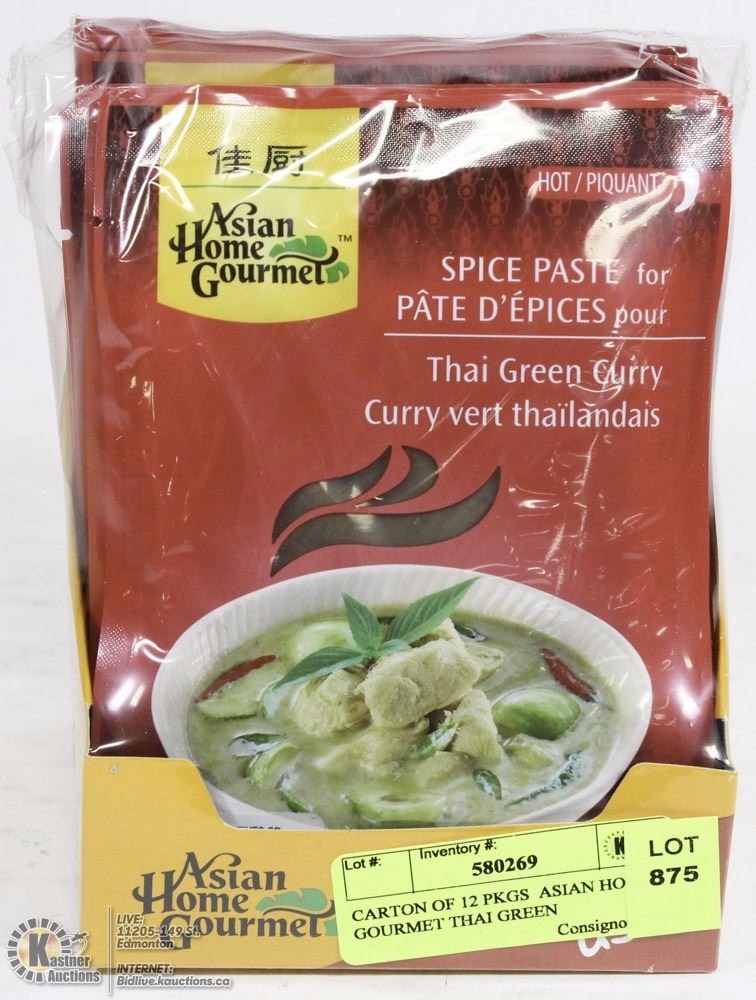 佳厨
Asian
Home
Gourmet™
HOT / PIQUANT
SPICE PASTE for
PÂTE D'ÉPICES pour
Thai Green Curry
Curry vert thaïlandais
Asian
Home
Gourmet
Lot #:
Inventory #:
580269
K
LOT
875
CARTON OF 12 PKGS ASIAN HO
GOURMET THAI GREEN
Consigno
K
Kastner
Auctions
LIVE:
11205-149 St.
Edmonton
INTERNET:
Bidlive.kauctions.ca